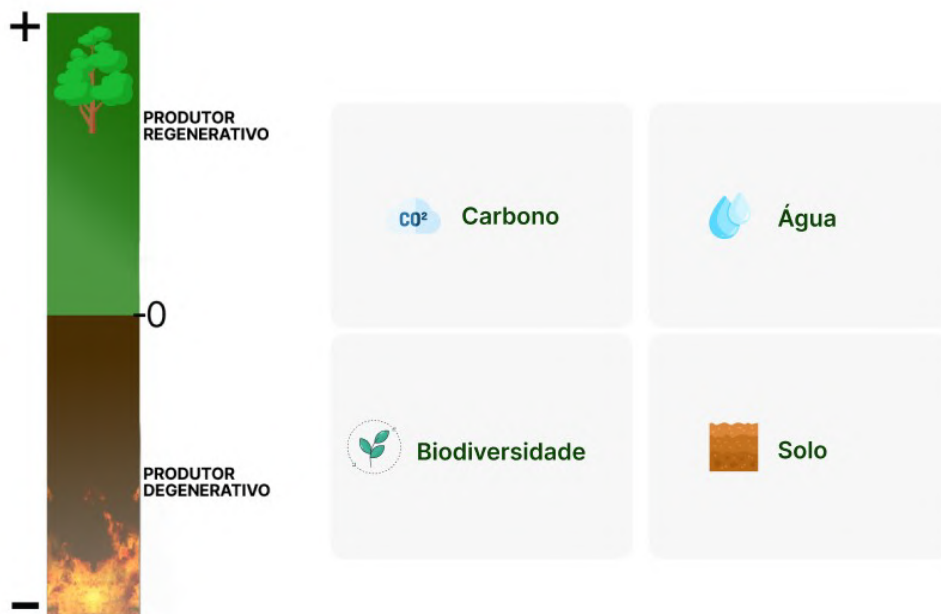 +
PRODUTOR
REGENERATIVO
CO²
Carbono
Água
-0
Biodiversidade
Solo
PRODUTOR
DEGENERATIVO
-